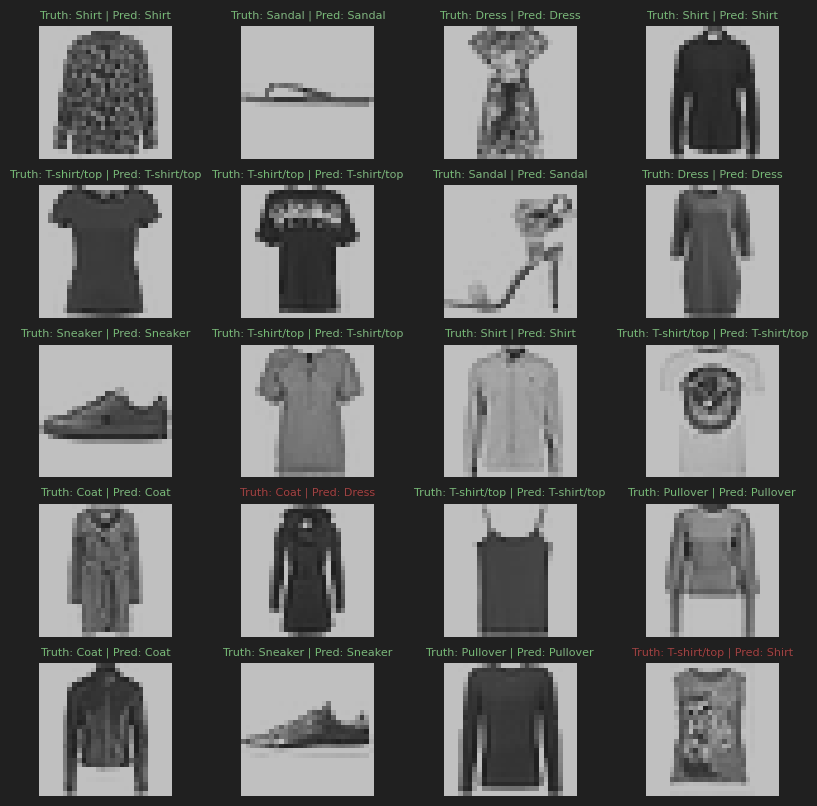 Truth: Shirt | Pred: Shirt
Truth: Sandal | Pred: Sandal
Truth: Dress | Pred: Dress
Truth: Shirt | Pred: Shirt
Truth: T-shirt/top | Pred: T-shirt/top
Truth: T-shirt/top | Pred: T-shirt/top
Truth: Sandal | Pred: Sandal
Truth: Dress | Pred: Dress
Truth: Sneaker | Pred: Sneaker
Truth: T-shirt/top | Pred: T-shirt/top
Truth: Shirt | Pred: Shirt
Truth: T-shirt/top | Pred: T-shirt/top
Truth: Coat | Pred: Coat
Truth: Coat | Pred: Dress
Truth: T-shirt/top | Pred: T-shirt/top
Truth: Pullover | Pred: Pullover
Truth: Coat | Pred: Coat
Truth: Sneaker | Pred: Sneaker
Truth: Pullover | Pred: Pullover
Truth: T-shirt/top | Pred: Shirt